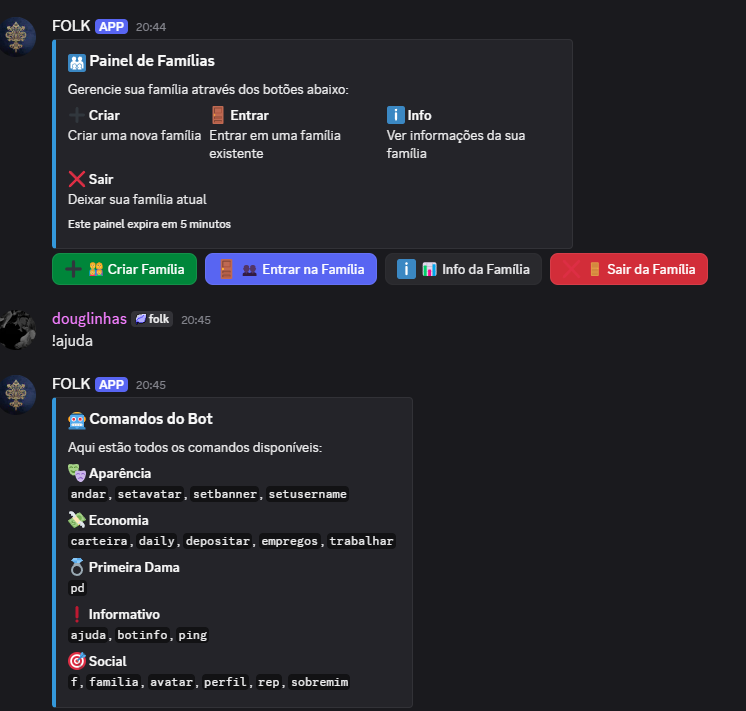 FOLK APP 20:44
Painel de Famílias
Gerencie sua família através dos botões abaixo:
Criar
Criar uma nova família
Entrar
Entrar em uma família
existente
Info
Ver informações da sua
família
Sair
Deixar sua família atual
Este painel expira em 5 minutos
Criar Família
Entrar na Família
Info da Família
Sair da Família
douglinhas folk 20:45
!ajuda
FOLK APP 20:45
Comandos do Bot
Aqui estão todos os comandos disponíveis:
Aparência
andar, setavatar, setbanner, setusername
Economia
carteira, daily, depositar, empregos, trabalhar
Primeira Dama
pd
Informativo
ajuda, botinfo, ping
Social
f, familia, avatar, perfil, rep, sobremim